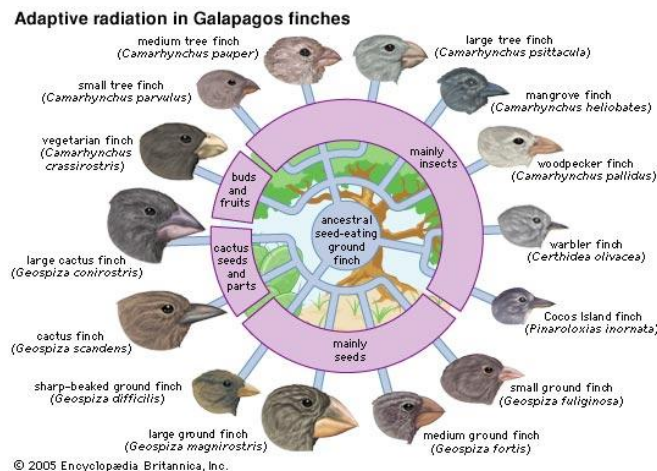 Adaptive radiation in Galapagos finches
medium tree finch
(Camarhynchus pauper)
large tree finch
(Camarhynchus psittacula)
small tree finch
(Camarhynchus parvulus)
mangrove finch
(Camarhynchus heliobates)
vegetarian finch
(Camarhynchus
crassirostris)
mainly
insects
woodpecker finch
(Camarhynchus pallidus)
buds
and
fruits
ancestral
seed-eating
ground
finch
warbler finch
(Certhidea olivacea)
large cactus finch
(Geospiza conirostris)
cactus
seeds
and
parts
Cocos Island finch
(Pinaroloxias inornata)
cactus finch
(Geospiza scandens)
mainly
seeds
sharp-beaked ground finch
(Geospiza difficilis)
small ground finch
(Geospiza fuliginosa)
large ground finch
(Geospiza magnirostris)
medium ground finch
(Geospiza fortis)
© 2005 Encyclopædia Britannica, Inc.